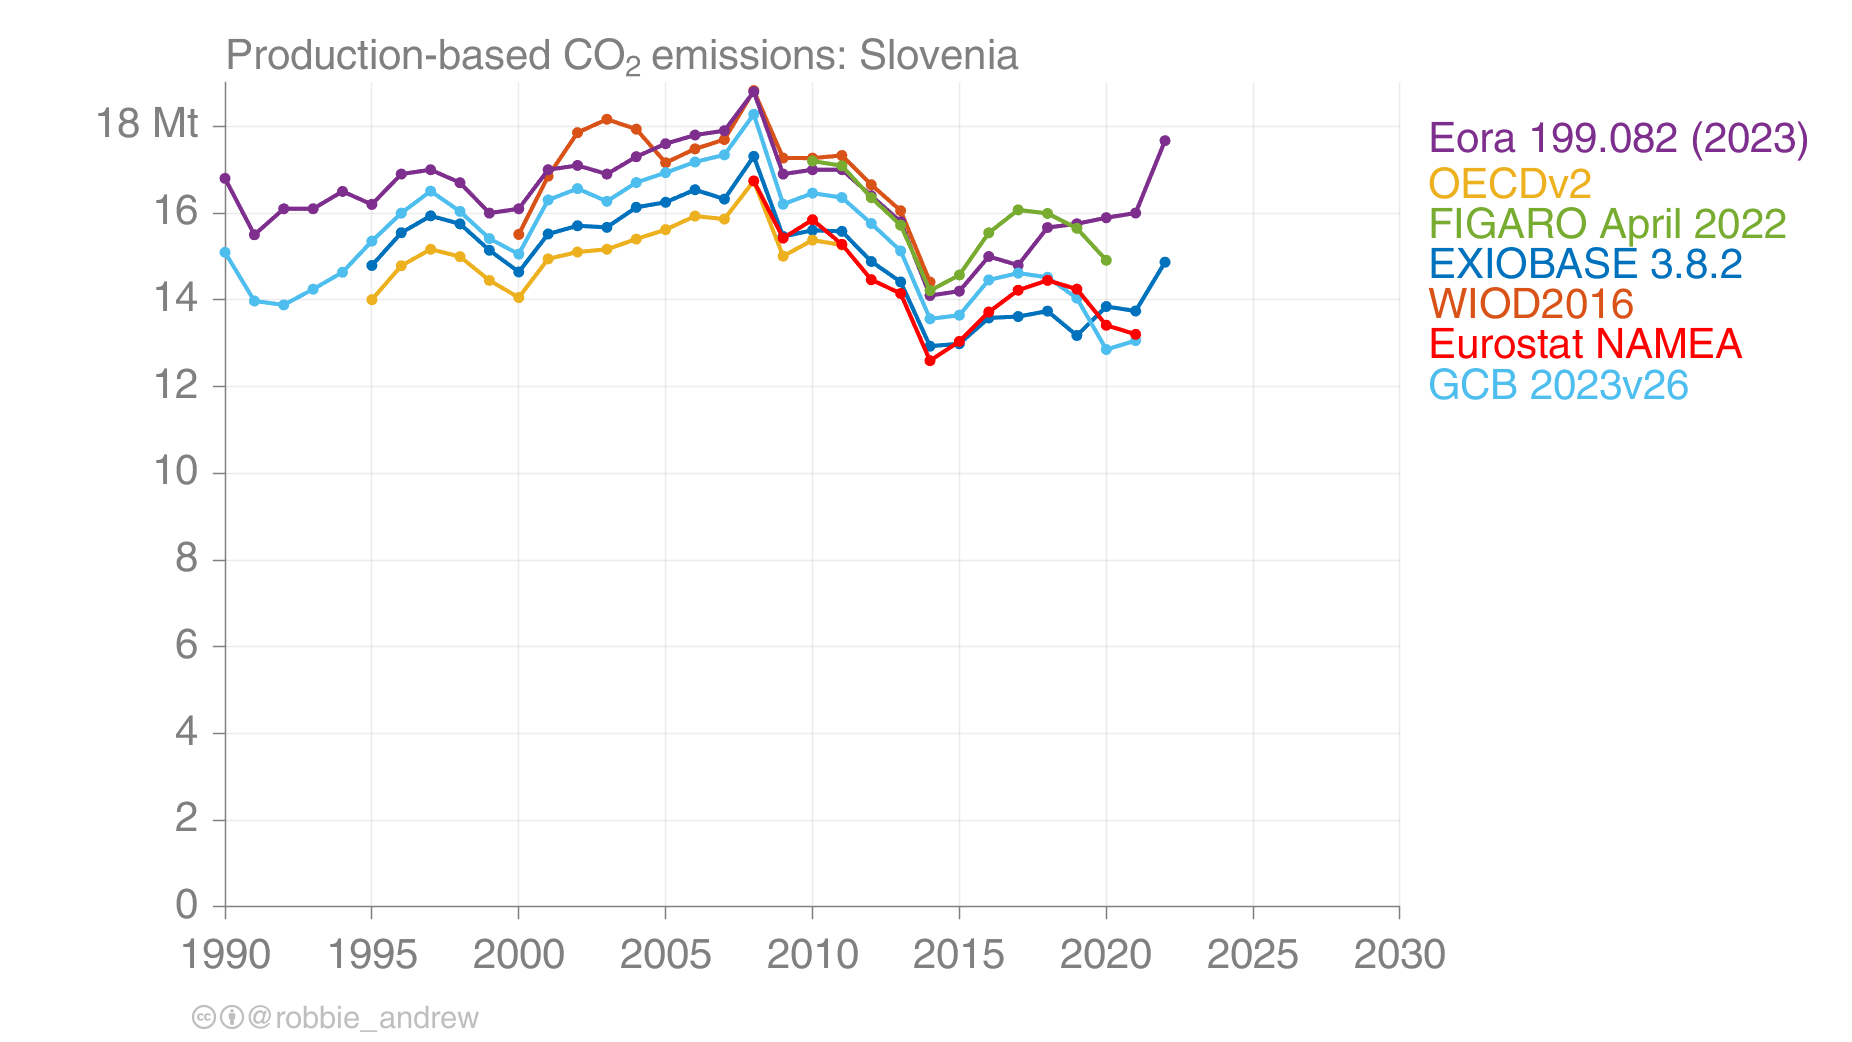 Production-based CO₂ emissions: Slovenia
18 Mt
16
14
12
10
8
6
4
2
0
1990 1995 2000 2005 2010 2015 2020 2025 2030
Eora 199.082 (2023)
OECDv2
FIGARO April 2022
EXIOBASE 3.8.2
WIOD2016
Eurostat NAMEA
GCB 2023v26
@robbie_andrew